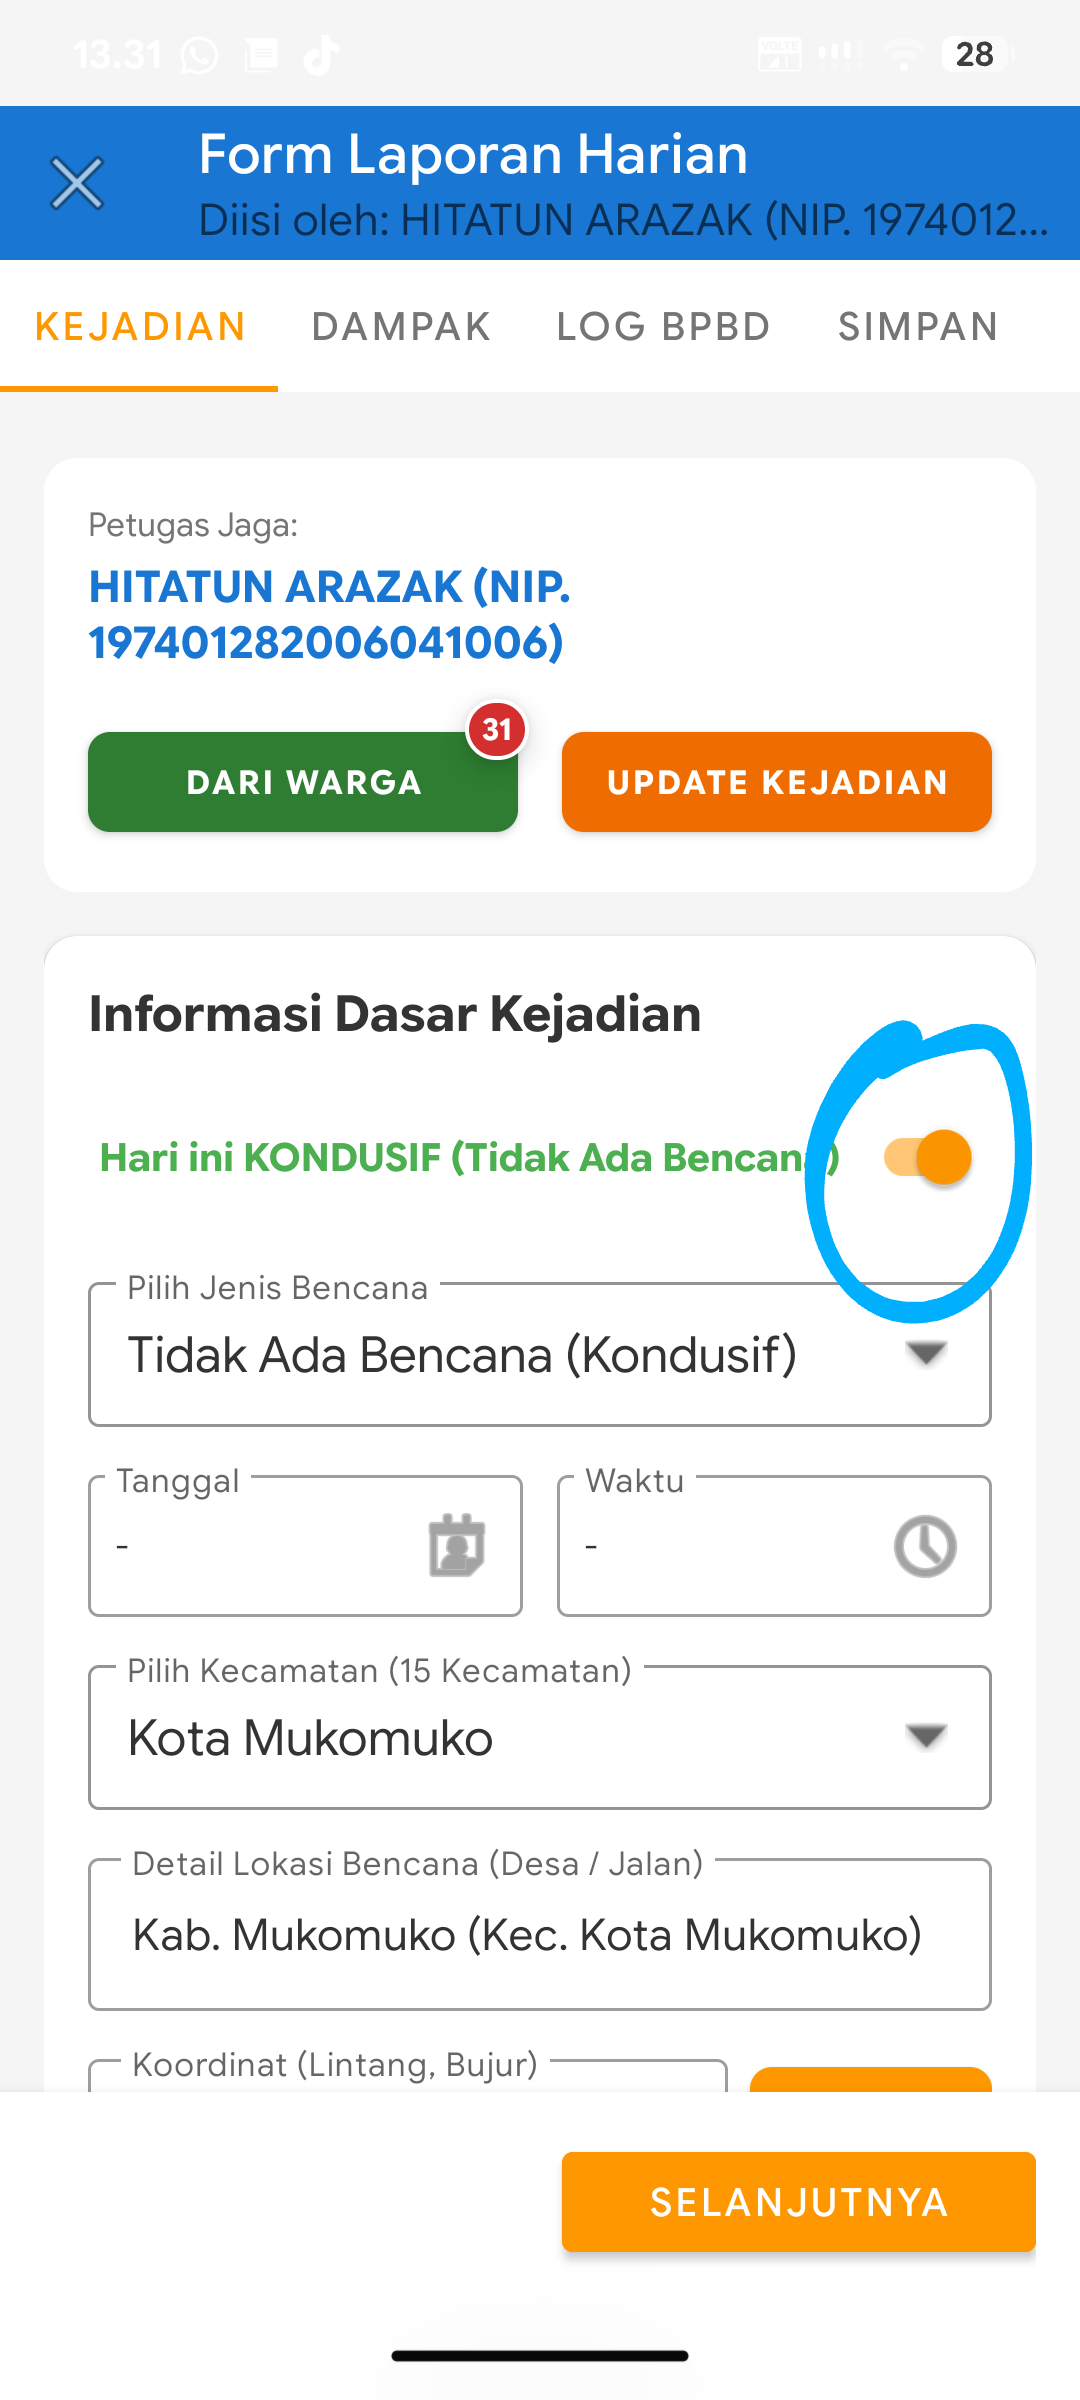 13.31
VOLTE
28
Form Laporan Harian
Diisi oleh: HITATUN ARAZAK (NIP. 1974012...
KEJADIAN DAMPAK LOG BPBD SIMPAN
Petugas Jaga:
HITATUN ARAZAK (NIP.
197401282006041006)
31
DARI WARGA UPDATE KEJADIAN
Informasi Dasar Kejadian
Hari ini KONDUSIF (Tidak Ada Bencana)
Pilih Jenis Bencana
Tidak Ada Bencana (Kondusif)
Tanggal Waktu
- -
Pilih Kecamatan (15 Kecamatan)
Kota Mukomuko
Detail Lokasi Bencana (Desa / Jalan)
Kab. Mukomuko (Kec. Kota Mukomuko)
Koordinat (Lintang, Bujur)
SELANJUTNYA